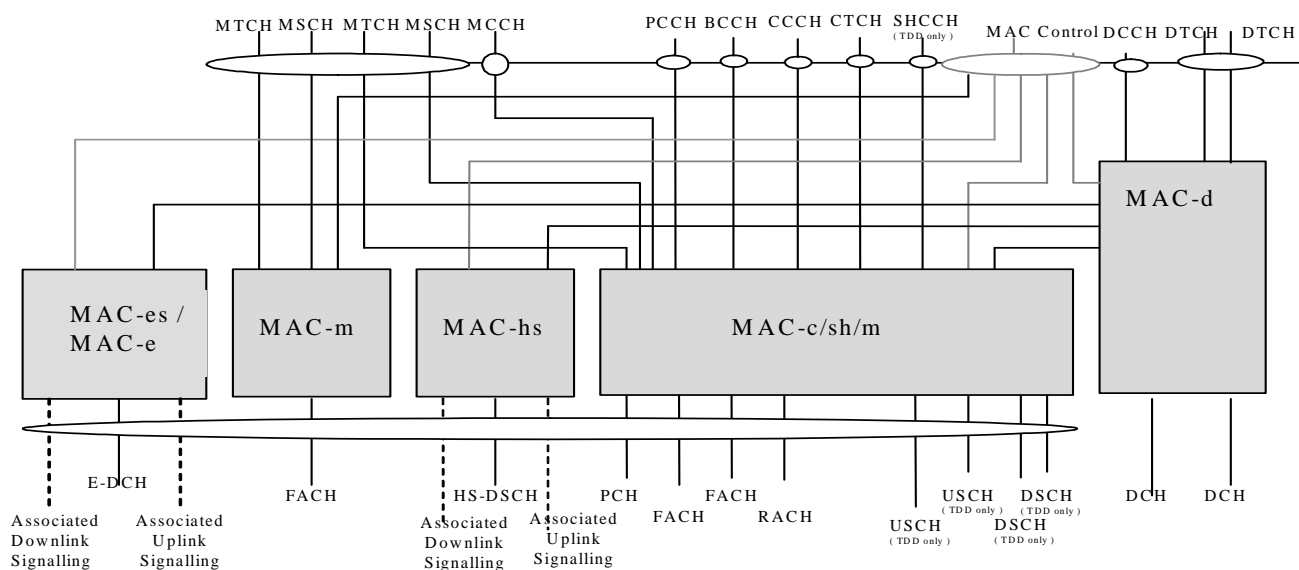 MTCH MSCH MTCH MSCH MCCH PCCH BCCH CCCH CTCH SHCCH MAC Control DCCH DTCH DTCH
( TDD only )
MAC-d
MAC-es /
MAC-e
MAC-m
MAC-hs
MAC-c/sh/m
E-DCH
FACH
HS-DSCH
PCH
FACH
FACH
RACH
USCH
( TDD only )
USCH
( TDD only )
DSCH
( TDD only )
DSCH
( TDD only )
DCH
DCH
Associated
Downlink
Signalling
Associated
Uplink
Signalling
Associated
Downlink
Signalling
Associated
Uplink
Signalling